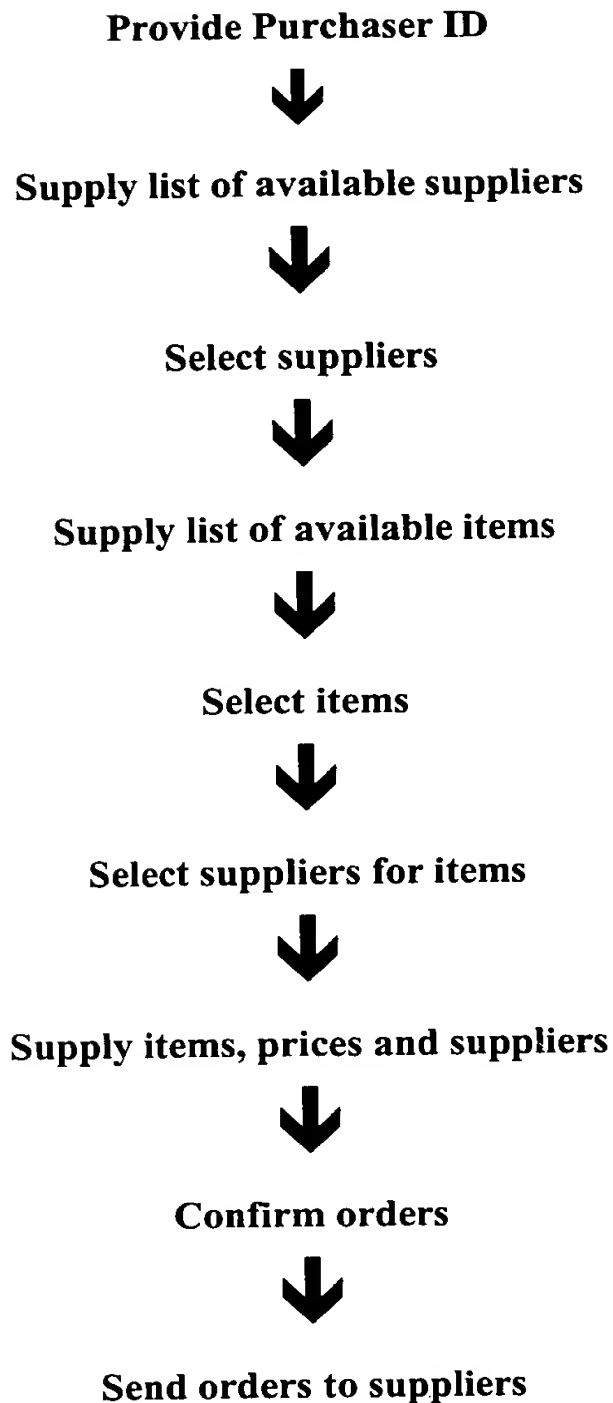 Provide Purchaser ID
Supply list of available suppliers
Select suppliers
Supply list of available items
Select items
Select suppliers for items
Supply items, prices and suppliers
Confirm orders
Send orders to suppliers